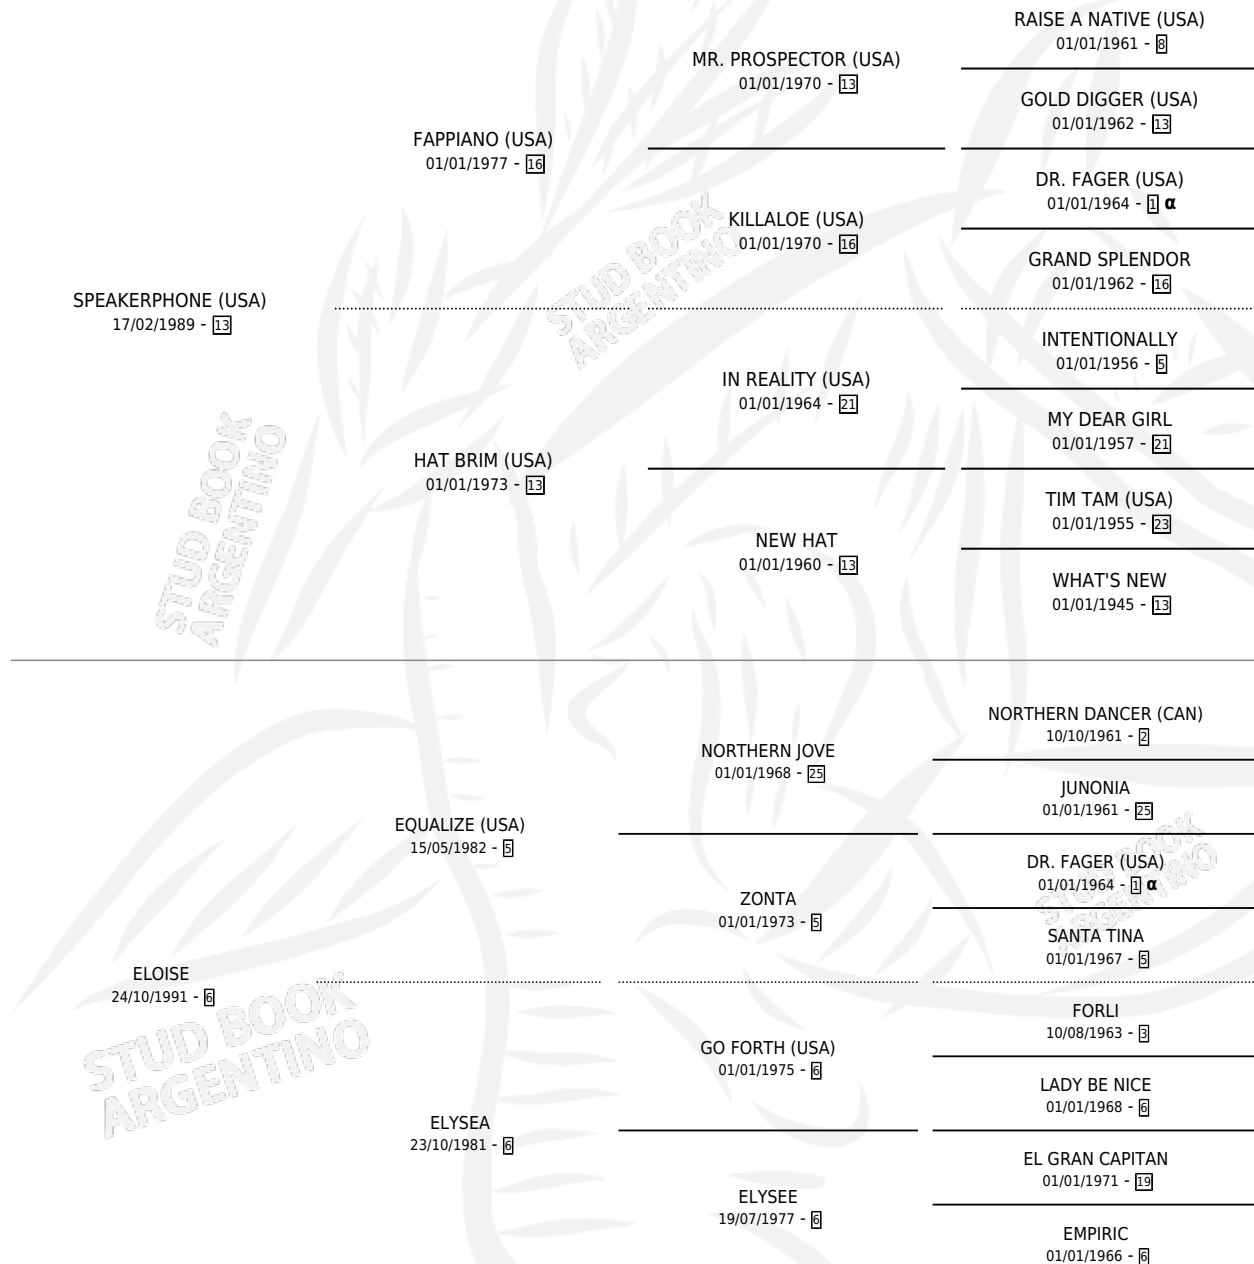 RAISE A NATIVE (USA)
01/01/1961 - 8
MR. PROSPECTOR (USA)
01/01/1970 - 13
GOLD DIGGER (USA)
01/01/1962 - 13
FAPPIANO (USA)
01/01/1977 - 16
DR. FAGER (USA)
01/01/1964 - 1 α
KILLALOE (USA)
01/01/1970 - 16
GRAND SPLENDOR
01/01/1962 - 16
SPEAKERPHONE (USA)
17/02/1989 - 13
STUD BOOK
ARGENTINO
INTENTIONALLY
01/01/1956 - 5
IN REALITY (USA)
01/01/1964 - 21
MY DEAR GIRL
01/01/1957 - 21
HAT BRIM (USA)
01/01/1973 - 13
TIM TAM (USA)
01/01/1955 - 23
NEW HAT
01/01/1960 - 13
WHAT'S NEW
01/01/1945 - 13
STUD BOOK
ARGENTINO
NORTHERN DANCER (CAN)
10/10/1961 - 2
NORTHERN JOVE
01/01/1968 - 25
JUNONIA
01/01/1961 - 25
EQUALIZE (USA)
15/05/1982 - 5
DR. FAGER (USA)
01/01/1964 - 1 α
STUD BOOK
ARGENTINO
ZONTA
01/01/1973 - 5
SANTA TINA
01/01/1967 - 5
ELOISE
24/10/1991 - 6
STUD BOOK
ARGENTINO
FORLI
10/08/1963 - 3
GO FORTH (USA)
01/01/1975 - 6
LADY BE NICE
01/01/1968 - 6
ELYSEA
23/10/1981 - 6
EL GRAN CAPITAN
01/01/1971 - 19
ELYSEE
19/07/1977 - 6
EMPIRIC
01/01/1966 - 6